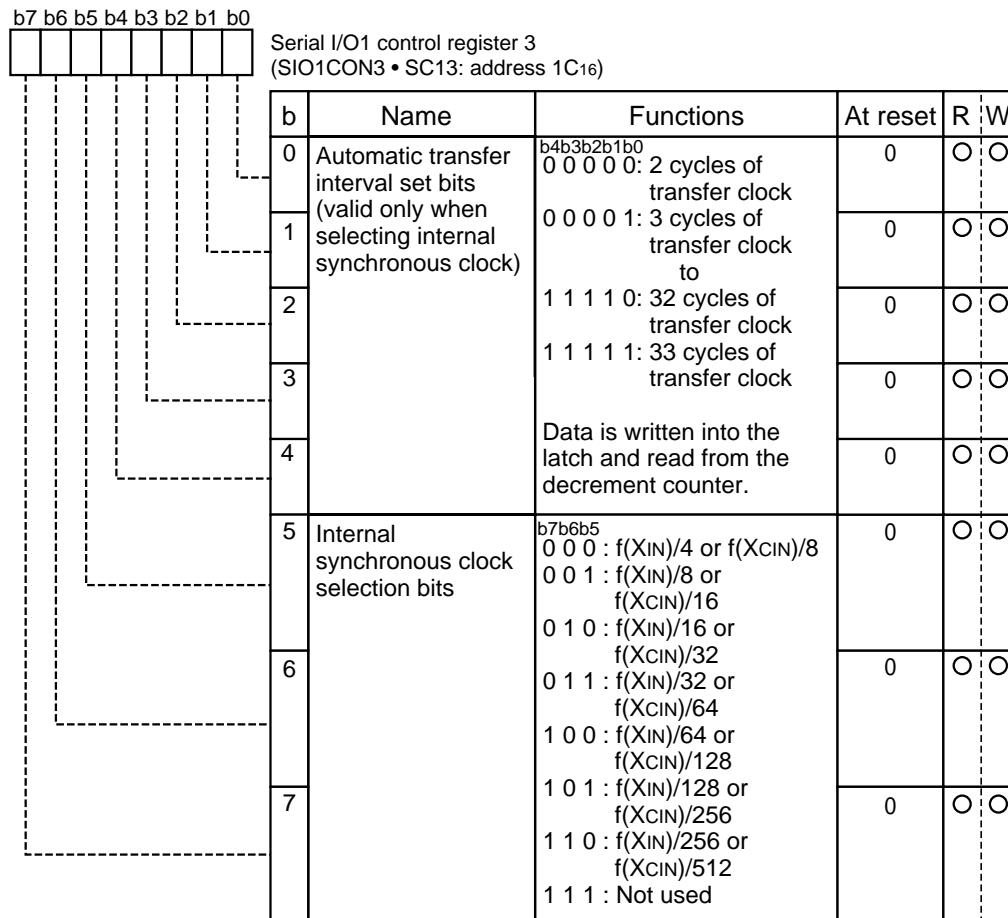 b7 b6 b5 b4 b3 b2 b1 b0
Serial I/O1 control register 3
(SIO1CON3 • SC13: address 1C16)
b Name Functions At reset R W
0 Automatic transfer
interval set bits
(valid only when
selecting internal
synchronous clock)
b4b3b2b1b0
0 0 0 0 0: 2 cycles of
transfer clock
0 0 0 0 1: 3 cycles of
transfer clock
to
1 1 1 1 0: 32 cycles of
transfer clock
1 1 1 1 1: 33 cycles of
transfer clock
Data is written into the
latch and read from the
decrement counter.
0 O O
1 0 O O
2 0 O O
3 0 O O
4 0 O O
5 Internal
synchronous clock
selection bits
b7b6b5
0 0 0 : f(XIN)/4 or f(XCIN)/8
0 0 1 : f(XIN)/8 or
f(XCIN)/16
0 1 0 : f(XIN)/16 or
f(XCIN)/32
0 1 1 : f(XIN)/32 or
f(XCIN)/64
1 0 0 : f(XIN)/64 or
f(XCIN)/128
1 0 1 : f(XIN)/128 or
f(XCIN)/256
1 1 0 : f(XIN)/256 or
f(XCIN)/512
1 1 1 : Not used
0 O O
6 0 O O
7 0 O O